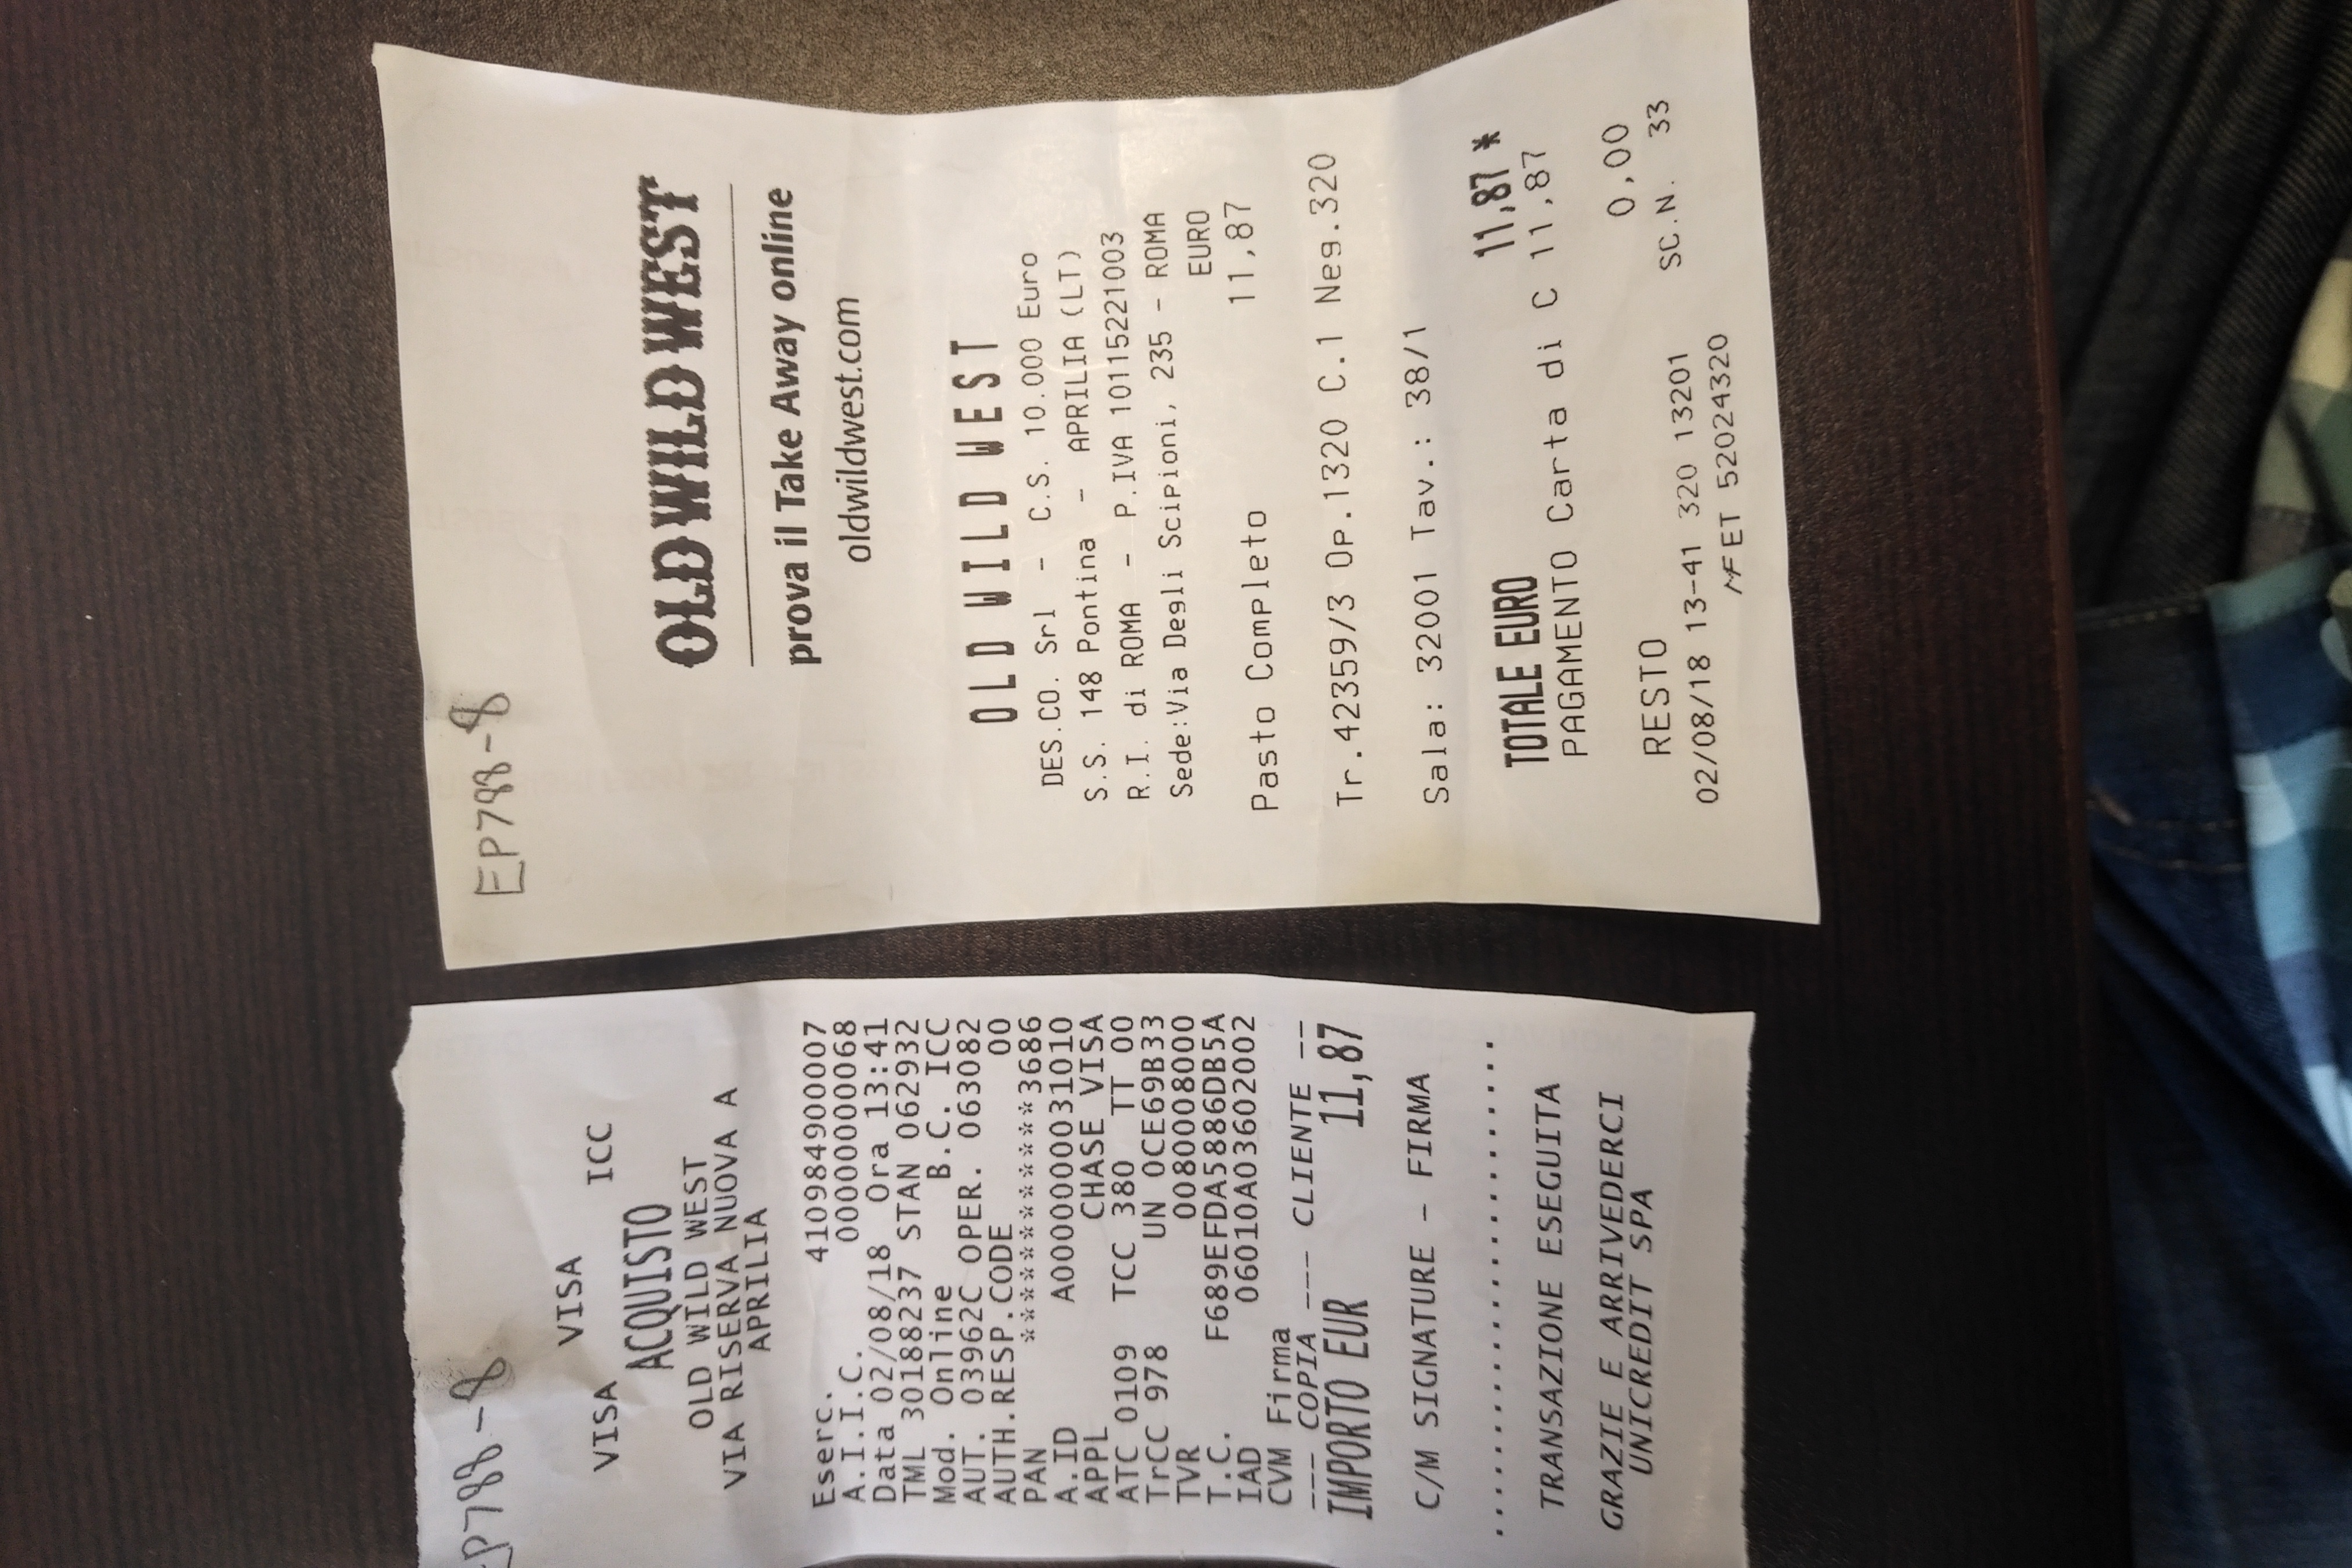 EP798-8
VISA
VISA ICC
ACQUISTO
OLD WILD WEST
VIA RISERVA NUOVA A
APRILIA
Eserc. 410984900007
A.I.I.C. 00000000068
Data 02/08/18 Ora 13:41
TML 30188237 STAN 062932
Mod. Online B.C. ICC
AUT. 03962C OPER. 063082
AUTH.RESP.CODE 00
PAN ************3686
A.ID A0000000031010
APPL CHASE VISA
ATC 0109 TCC 380 TT 00
TrCC 978 UN 0CE69B33
TVR 0080008000
T.C. F689EFDA5886DB5A
IAD 06010A03602002
CVM Firma
--- COPIA --- CLIENTE ---
IMPORTO EUR 11,87
C/M SIGNATURE - FIRMA
........................
TRANSAZIONE ESEGUITA
GRAZIE E ARRIVEDERCI
UNICREDIT SPA
EP798-8
OLD WILD WEST
prova il Take Away online
oldwildwest.com
OLD WILD WEST
DES.CO. Srl - C.S. 10.000 Euro
S.S. 148 Pontina - APRILIA (LT)
R.I. di ROMA - P.IVA 10115221003
Sede:Via Degli Scipioni, 235 - ROMA
EURO
Pasto Completo 11,87
Tr.42359/3 Op.1320 C.1 Neg.320
Sala: 32001 Tav.: 38/1
TOTALE EURO 11,87 *
PAGAMENTO Carta di C 11,87
RESTO 0,00
02/08/18 13-41 320 13201 SC.N. 33
MF ET 52024320